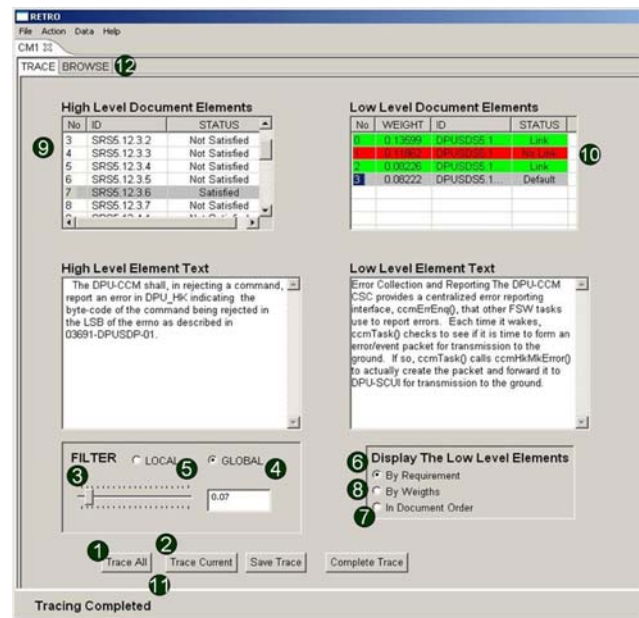 RETRO
File Action Data Help
CM1
TRACE BROWSE 12
High Level Document Elements
No ID STATUS
3 SRS5.12.3.2 Not Satisfied
4 SRS5.12.3.3 Not Satisfied
5 SRS5.12.3.4 Not Satisfied
6 SRS5.12.3.5 Not Satisfied
7 SRS5.12.3.6 Satisfied
8 SRS5.12.3.7 Not Satisfied
9
Low Level Document Elements
No WEIGHT ID STATUS
0 0.13599 DPUSDS5.1 Link
1 DPUSDS5.1 No Link
2 0.08226 DPUSDS5.1 Link
3 0.08222 DPUSDS5.1... Default
10
High Level Element Text
The DPU-CCM shall, in rejecting a command,
report an error in DPU_HK indicating the
byte-code of the command being rejected in
the LSB of the errno as described in
03691-DPUSDP-01.
Low Level Element Text
Error Collection and Reporting The DPU-CCM
CSC provides a centralized error reporting
interface, ccmErrEnq(), that other FSW tasks
use to report errors. Each time it wakes,
ccmTask() checks to see if it is time to form an
error/event packet for transmission to the
ground. If so, ccmTask() calls ccmHkMkError()
to actually create the packet and forward it to
DPU-SCUI for transmission to the ground.
FILTER LOCAL GLOBAL
3 5 4
0.07
Display The Low Level Elements
6 By Requirement
8 By Weigths
7 In Document Order
1 2
Trace All Trace Current Save Trace Complete Trace
11
Tracing Completed